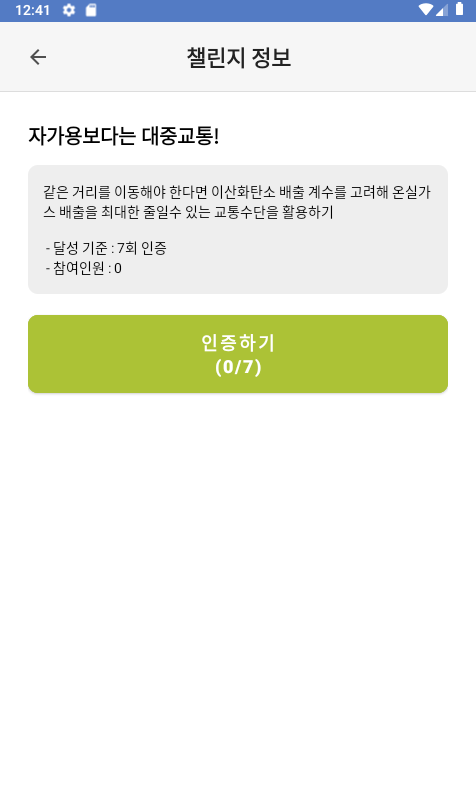 12:41
챌린지 정보
자가용보다는 대중교통!
같은 거리를 이동해야 한다면 이산화탄소 배출 계수를 고려해 온실가
스 배출을 최대한 줄일수 있는 교통수단을 활용하기
- 달성 기준 : 7회 인증
- 참여인원 : 0
인증하기
(0/7)